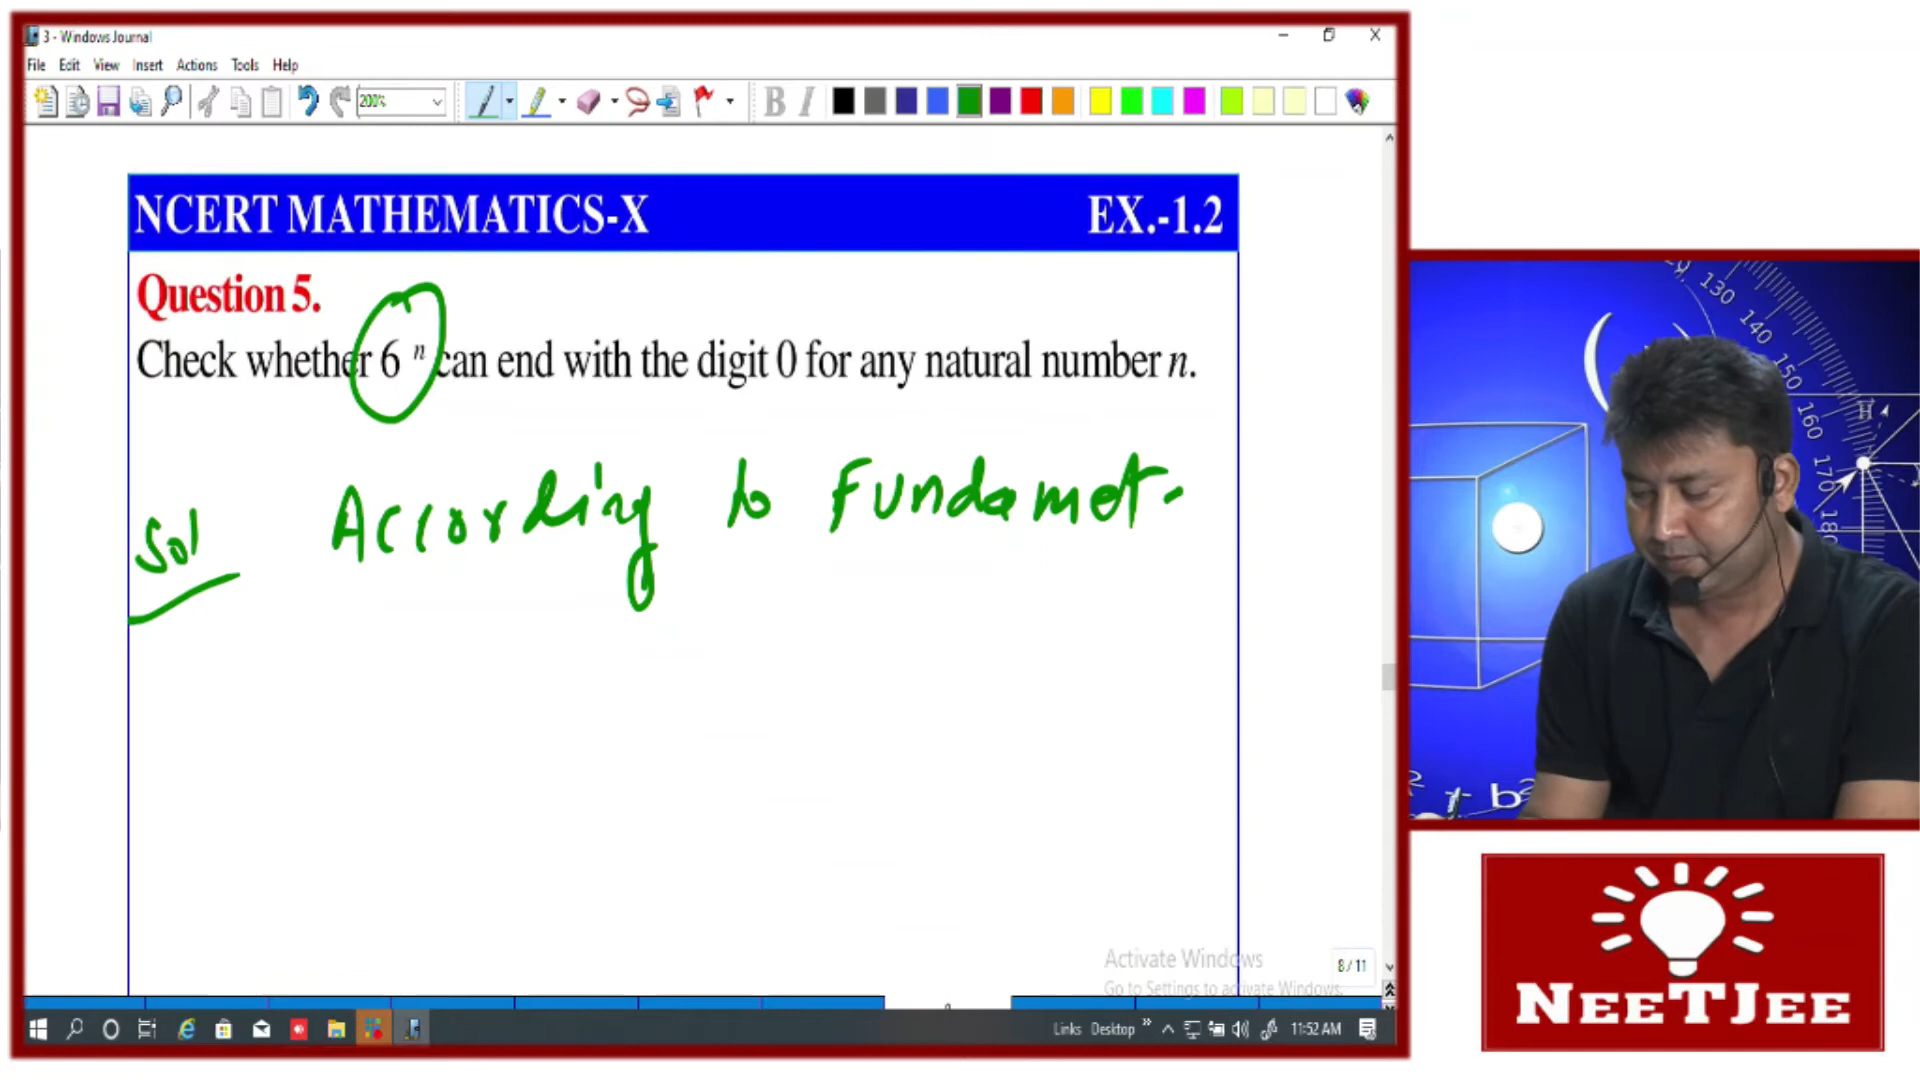 3 - Windows Journal
File Edit View Insert Actions Tools Help
200%
B I
NCERT MATHEMATICS-X EX.-1.2
Question 5.
Check whether 6 n can end with the digit 0 for any natural number n.
Sol According to Fundamet.
130
140
150
160
170
180
Activate Windows
Go to Settings to activate Windows.
8 / 11
Links Desktop 11:52 AM
NEETJEE